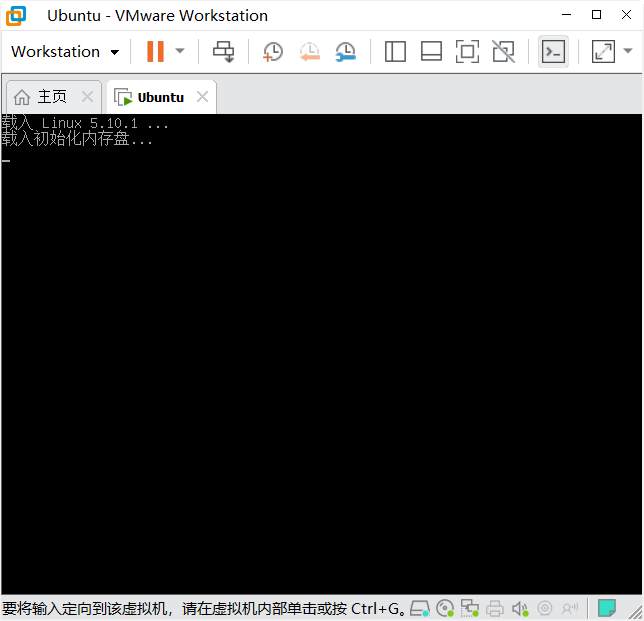 Ubuntu - VMware Workstation
Workstation
主页
Ubuntu
载入 Linux 5.10.1 ...
载入初始化内存盘...
要将输入定向到该虚拟机，请在虚拟机内部单击或按 Ctrl+G。